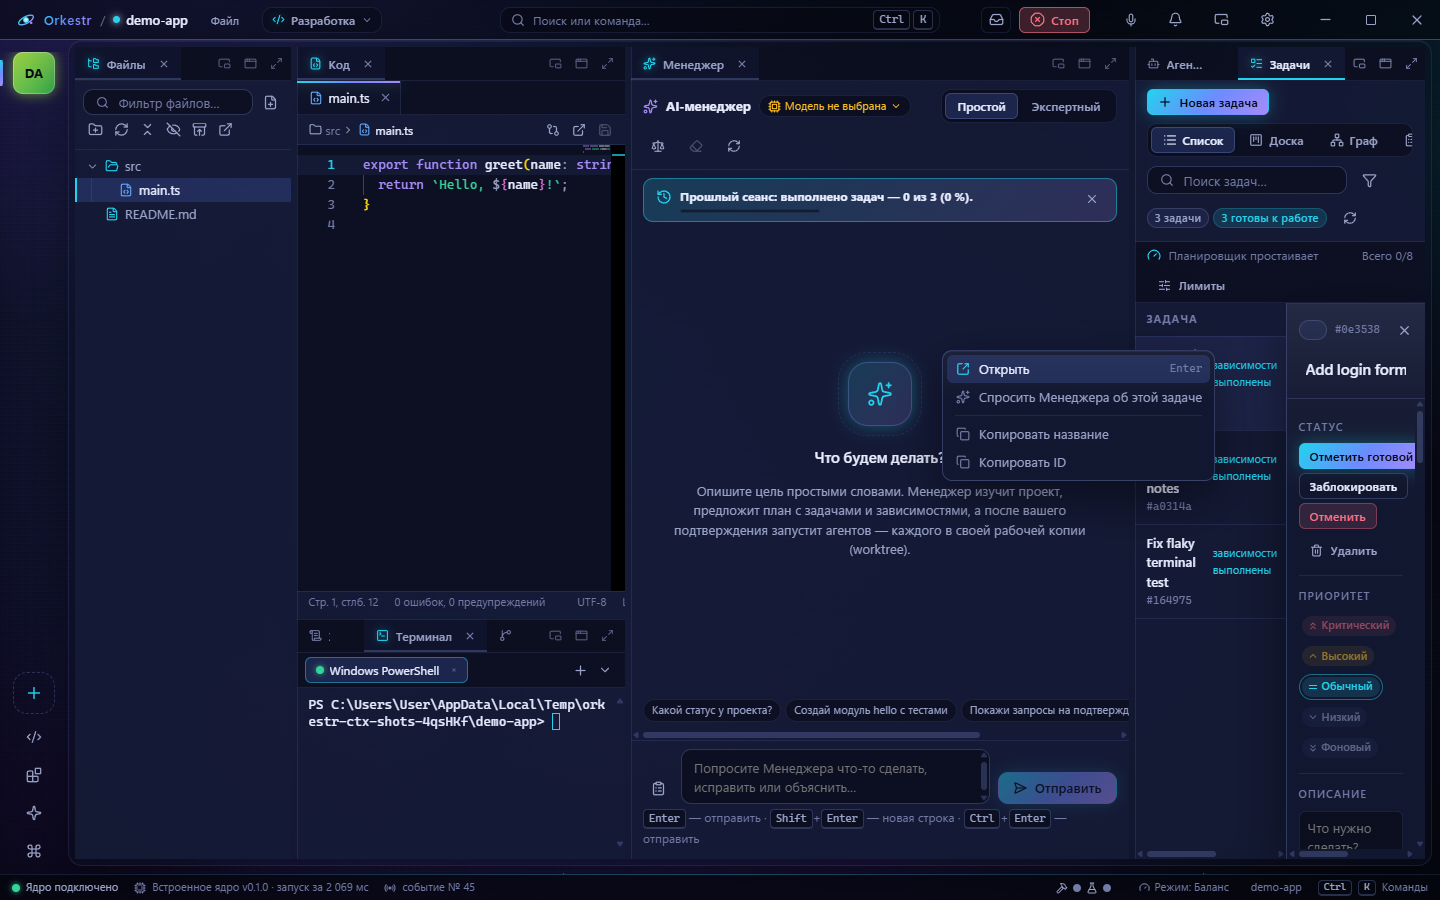 Orkestr / demo-app Файл Разработка
Поиск или команда... Ctrl K
Стоп
DA
Файлы
Фильтр файлов...
src
main.ts
README.md
Код
main.ts
src > main.ts
1 export function greet(name: strin
2 return `Hello, ${name}!`;
3 }
4
Стр. 1, стлб. 12 0 ошибок, 0 предупреждений UTF-8
Терминал
Windows PowerShell
PS C:\Users\User\AppData\Local\Temp\ork
estr-ctx-shots-4qsHKf\demo-app>
Менеджер
AI-менеджер Модель не выбрана Простой Экспертный
Прошлый сеанс: выполнено задач — 0 из 3 (0 %).
Что будем делать?
Опишите цель простыми словами. Менеджер изучит проект,
предложит план с задачами и зависимостями, а после вашего
подтверждения запустит агентов — каждого в своей рабочей копии
(worktree).
Какой статус у проекта? Создай модуль hello с тестами Покажи запросы на подтвержд
Попросите Менеджера что-то сделать,
исправить или объяснить...
Отправить
Enter — отправить · Shift + Enter — новая строка · Ctrl + Enter —
отправить
Открыть Enter
Спросить Менеджера об этой задаче
Копировать название
Копировать ID
Аген... Задачи
+ Новая задача
Список Доска Граф
Поиск задач...
3 задачи 3 готовы к работе
Планировщик простаивает Всего 0/8
Лимиты
ЗАДАЧА
зависимости
выполнены
зависимости
выполнены
notes
#a0314a
Fix flaky
terminal
test
#164975
зависимости
выполнены
#0e3538
Add login form
СТАТУС
Отметить готовой
Заблокировать
Отменить
Удалить
ПРИОРИТЕТ
Критический
Высокий
Обычный
Низкий
Фоновый
ОПИСАНИЕ
Что нужно
сделать?
Ядро подключено Встроенное ядро v0.1.0 · запуск за 2 069 мс событие № 45
Режим: Баланс demo-app Ctrl K Команды